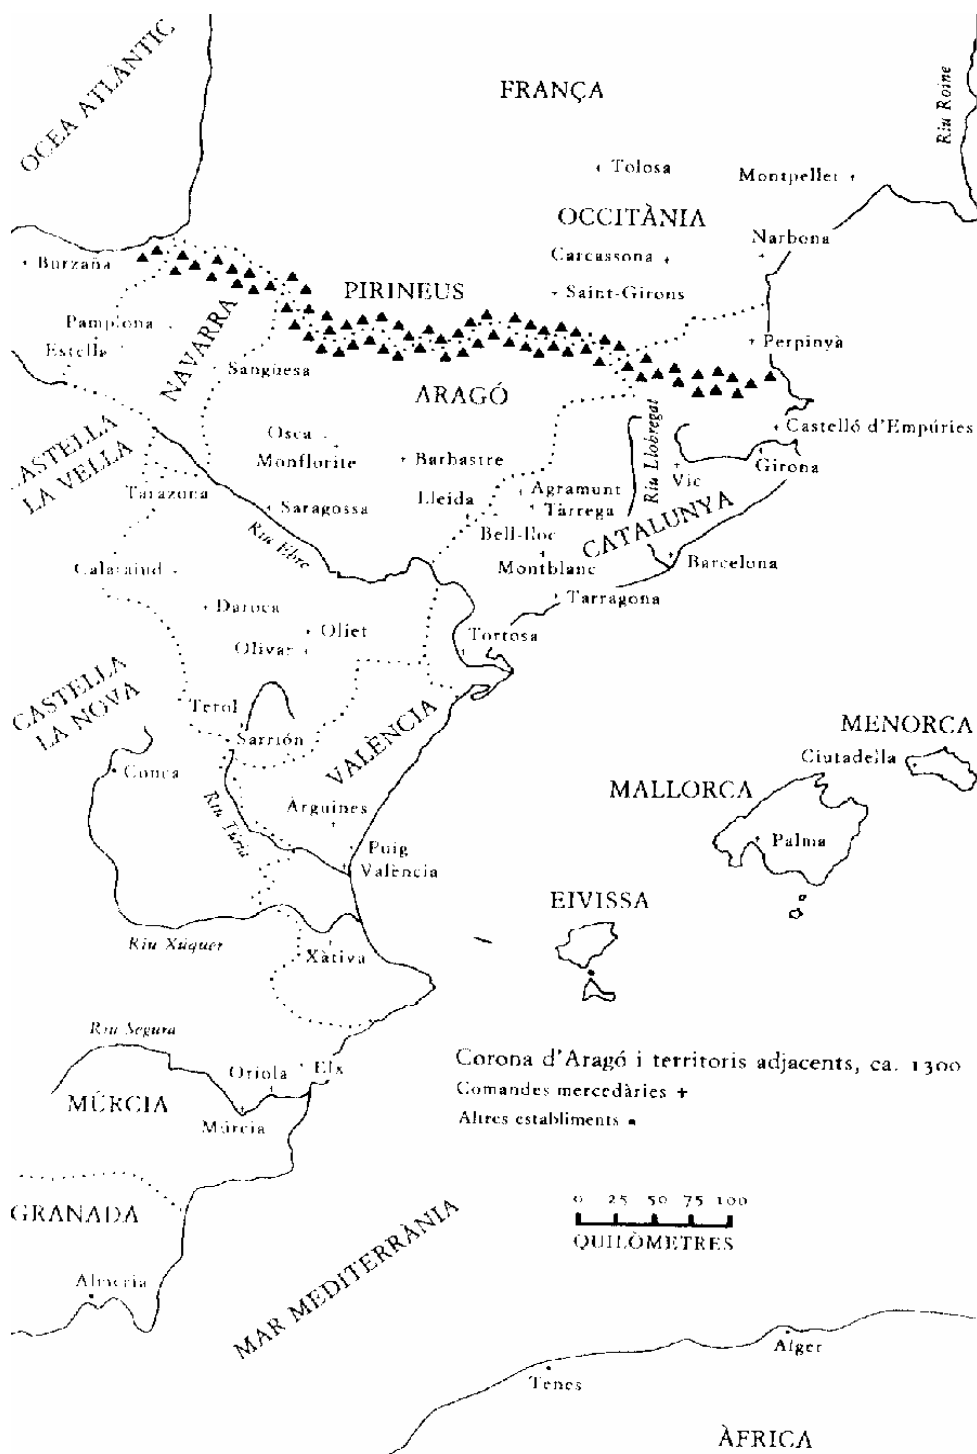 OCEA ATLÀNTIC
FRANÇA
Riu Roine
Tolosa
Montpellet
OCCITÀNIA
Narbona
Burzaña
Carcassona
PIRINEUS
Saint-Girons
Pamplona
NAVARRA
Estella
Perpinyà
Sangüesa
ARAGÓ
Riu Llobregat
Castelló d'Empúries
Osca
CASTELLA
LA VELLA
Monflorite
Barbastre
Girona
Vic
Tarazona
Lleida
Agramunt
Saragossa
Tàrrega
Riu Ebre
Bell-lloc
CATALUNYA
Calataiud
Montblanc
Barcelona
Daroca
Tarragona
Oliet
Olivar
Tortosa
CASTELLA
LA NOVA
Terol
VALÈNCIA
MENORCA
Sarrión
Ciutadella
Conca
MALLORCA
Riu Túria
Àrguines
Puig
Palma
València
EIVISSA
Riu Xúquer
Xàtiva
Riu Segura
Oriola
Elx
Corona d'Aragó i territoris adjacents, ca. 1300
Comandes mercedàries +
MÚRCIA
Múrcia
Altres establiments
GRANADA
0 25 50 75 100
QUILÒMETRES
Almeria
MAR MEDITERRÀNIA
Alger
Tenes
ÀFRICA